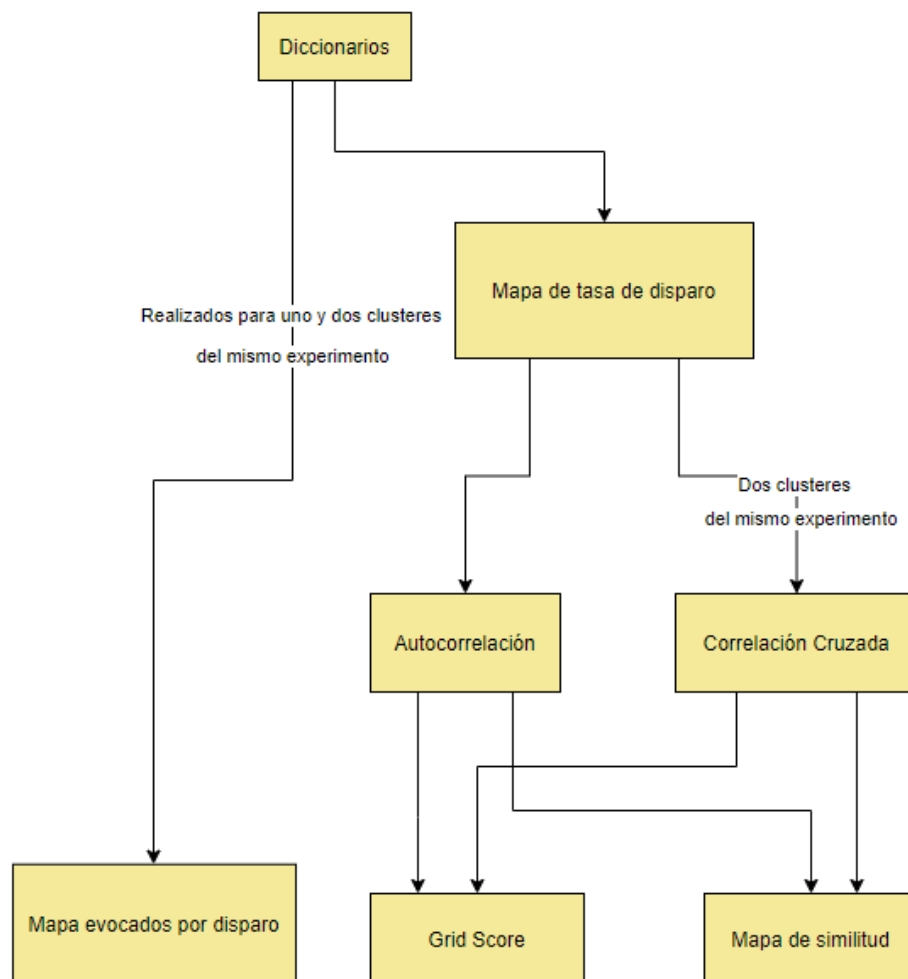 Diccionarios
Mapa de tasa de disparo
Realizados para uno y dos clusteres
del mismo experimento
Dos clusteres
del mismo experimento
Autocorrelación
Correlación Cruzada
Mapa evocados por disparo
Grid Score
Mapa de similitud